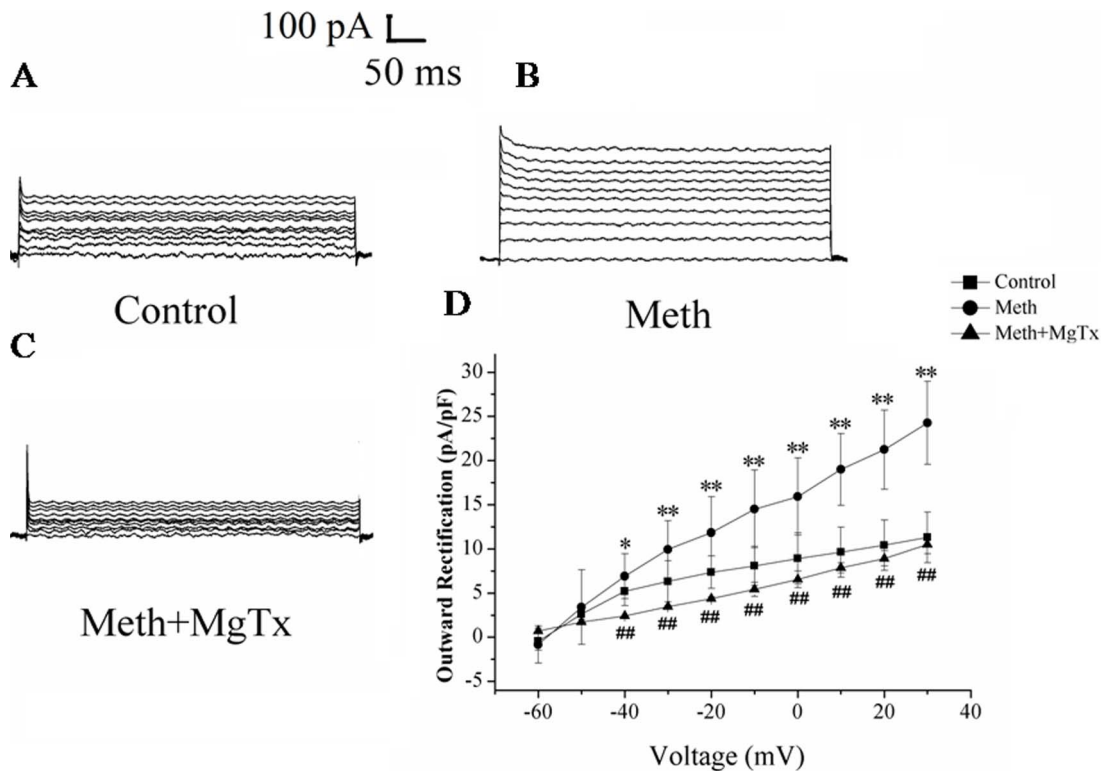 100 pA
50 ms
A
B
Control
Meth
C
Meth+MgTx
D
Control
Meth
Meth+MgTx
Outward Rectification (pA/pF)
30
25
20
15
10
5
0
-5
* ** ** ** ** ** ** **
## ## ## ## ## ## ## ##
-60 -40 -20 0 20 40
Voltage (mV)